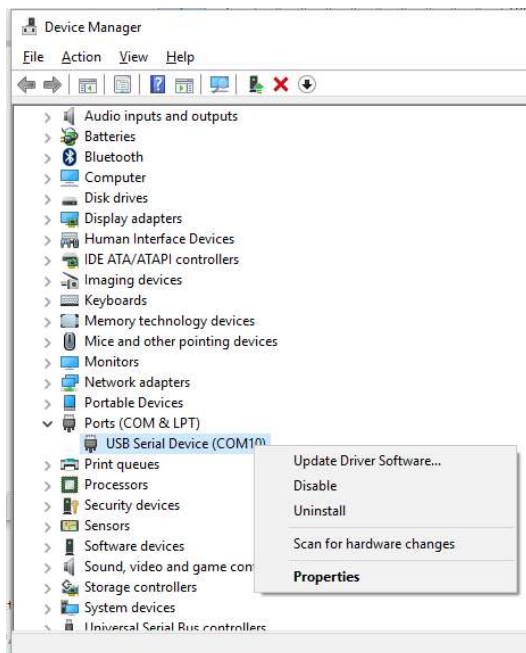 Device Manager
File Action View Help
Audio inputs and outputs
Batteries
Bluetooth
Computer
Disk drives
Display adapters
Human Interface Devices
IDE ATA/ATAPI controllers
Imaging devices
Keyboards
Memory technology devices
Mice and other pointing devices
Monitors
Network adapters
Portable Devices
Ports (COM & LPT)
USB Serial Device (COM10)
Print queues
Processors
Security devices
Sensors
Software devices
Sound, video and game con
Storage controllers
System devices
Universal Serial Bus controllers
Update Driver Software...
Disable
Uninstall
Scan for hardware changes
Properties